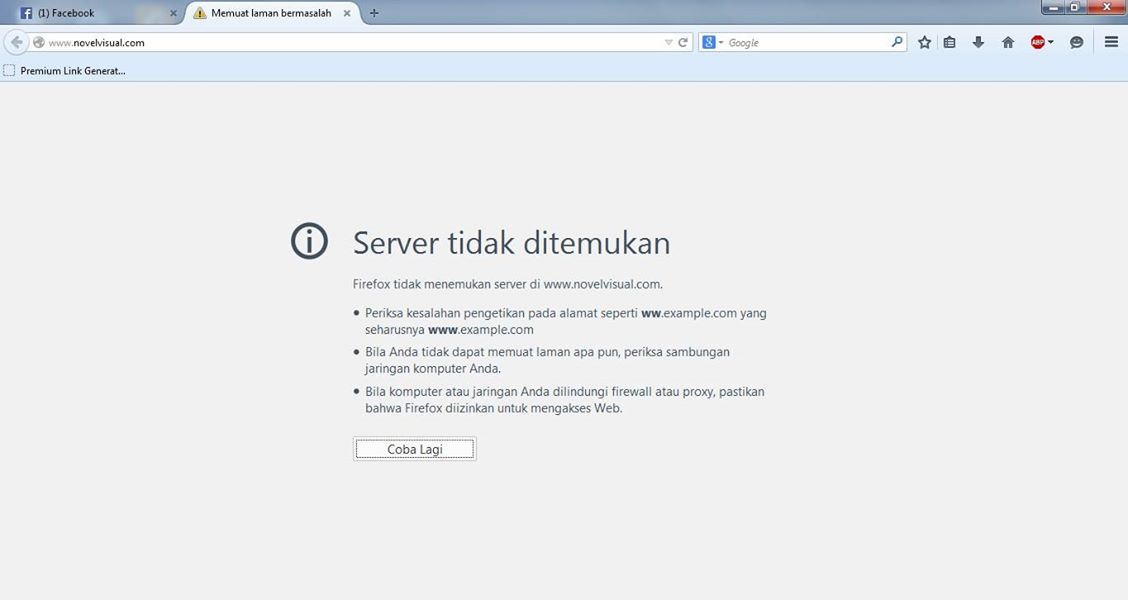 (1) Facebook
Memuat laman bermasalah
www.novelvisual.com
Google
ABP
Premium Link Generat...
Server tidak ditemukan
Firefox tidak menemukan server di www.novelvisual.com.
Periksa kesalahan pengetikan pada alamat seperti ww.example.com yang
seharusnya www.example.com
Bila Anda tidak dapat memuat laman apa pun, periksa sambungan
jaringan komputer Anda.
Bila komputer atau jaringan Anda dilindungi firewall atau proxy, pastikan
bahwa Firefox diizinkan untuk mengakses Web.
Coba Lagi